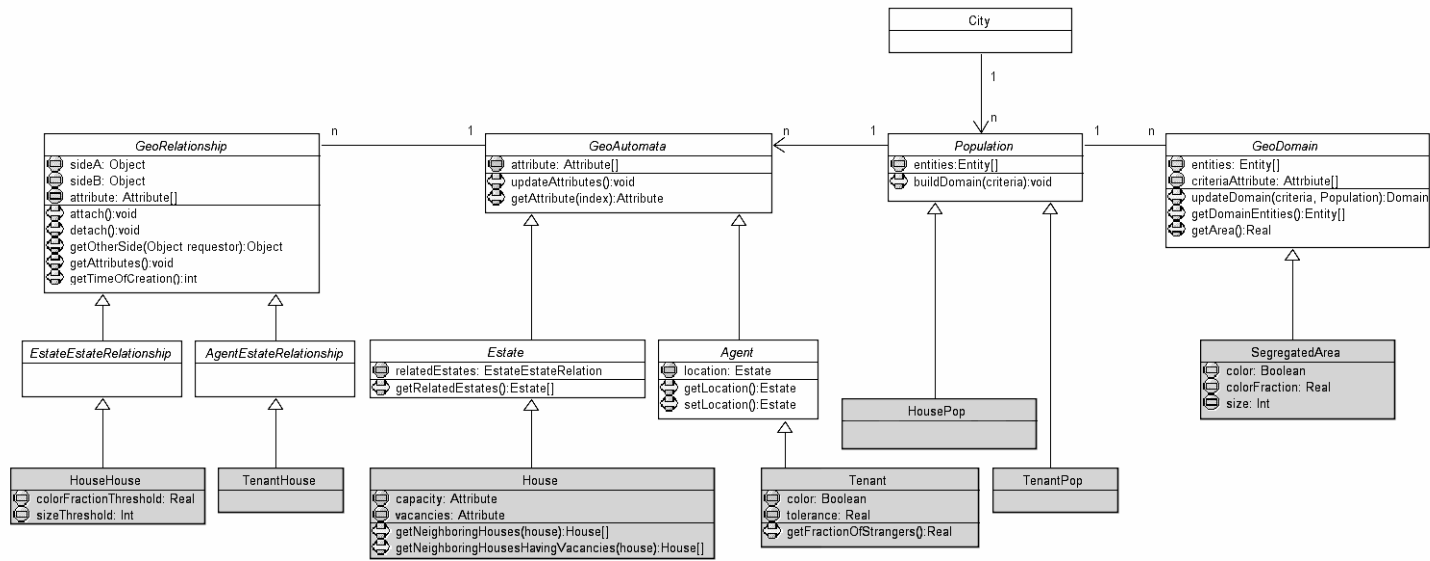 City
1
n
GeoRelationship
sideA: Object
sideB: Object
attribute: Attribute[]
attach():void
detach():void
getOtherSide(Object requestor):Object
getAttributes():void
getTimeOfCreation():int
n
1
GeoAutomata
attribute: Attribute[]
updateAttributes():void
getAttribute(index):Attribute
n
1
Population
entities:Entity[]
buildDomain(criteria):void
1
n
GeoDomain
entities: Entity[]
criteriaAttribute: Attrbiute[]
updateDomain(criteria, Population):Domain
getDomainEntities():Entity[]
getArea():Real
EstateEstateRelationship
AgentEstateRelationship
Estate
relatedEstates: EstateEstateRelation
getRelatedEstates():Estate[]
Agent
location: Estate
getLocation():Estate
setLocation():Estate
SegregatedArea
color: Boolean
colorFraction: Real
size: Int
HousePop
HouseHouse
colorFractionThreshold: Real
sizeThreshold: Int
TenantHouse
House
capacity: Attribute
vacancies: Attribute
getNeighboringHouses(house):House[]
getNeighboringHousesHavingVacancies(house):House[]
Tenant
color: Boolean
tolerance: Real
getFractionOfStrangers():Real
TenantPop